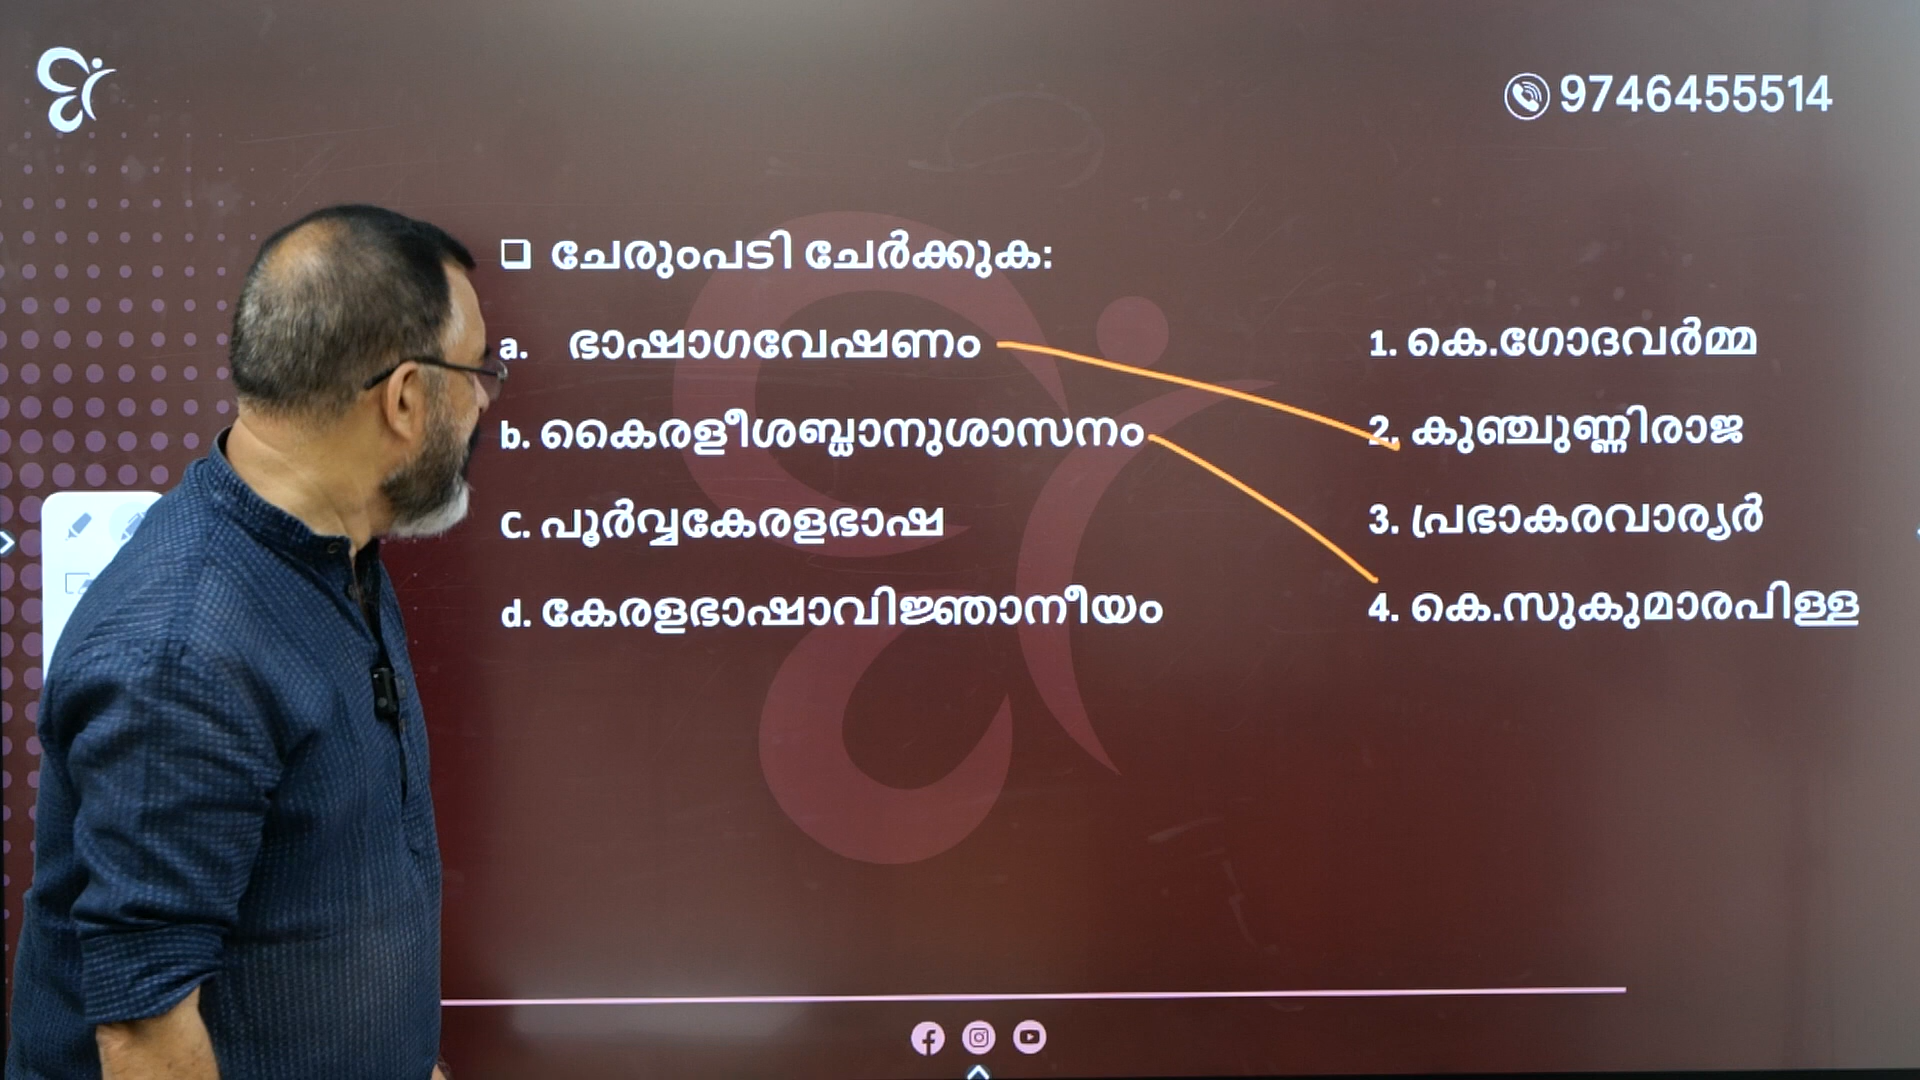 9746455514
❑ ചേരുംപടി ചേർക്കുക:
a. ഭാഷാഗവേഷണം
1. കെ.ഗോദവർമ്മ
b. കൈരളീശബ്ദാനുശാസനം
2. കുഞ്ചുണ്ണിരാജ
C. പൂർവ്വകേരളഭാഷ
3. പ്രഭാകരവാര്യർ
d. കേരളഭാഷാവിജ്ഞാനീയം
4. കെ.സുകുമാരപിള്ള